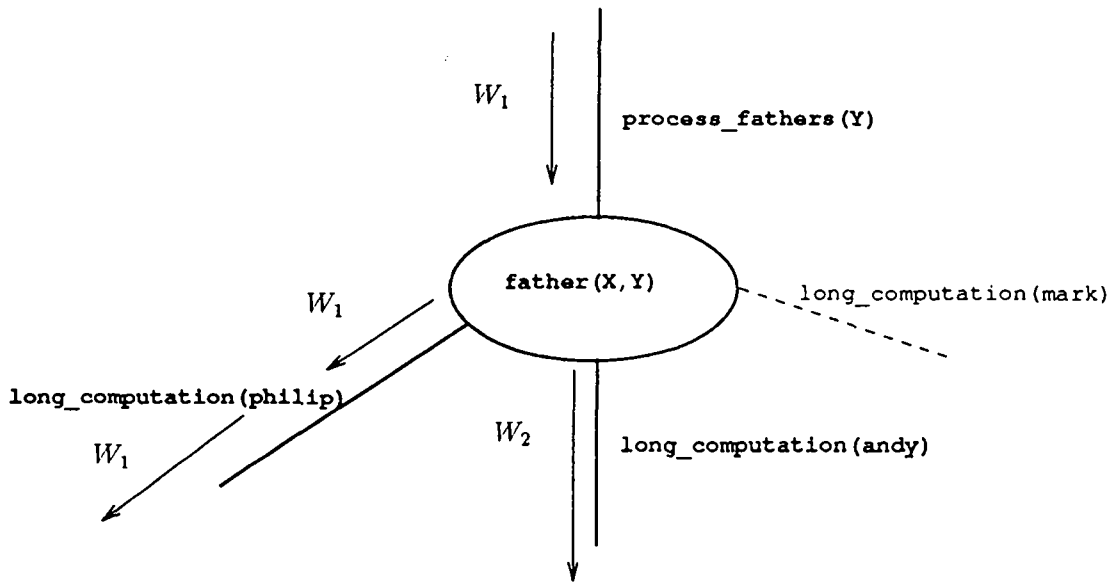 W₁
process_fathers(Y)
father(X,Y)
long_computation(mark)
W₁
long_computation(philip)
W₁
W₂
long_computation(andy)